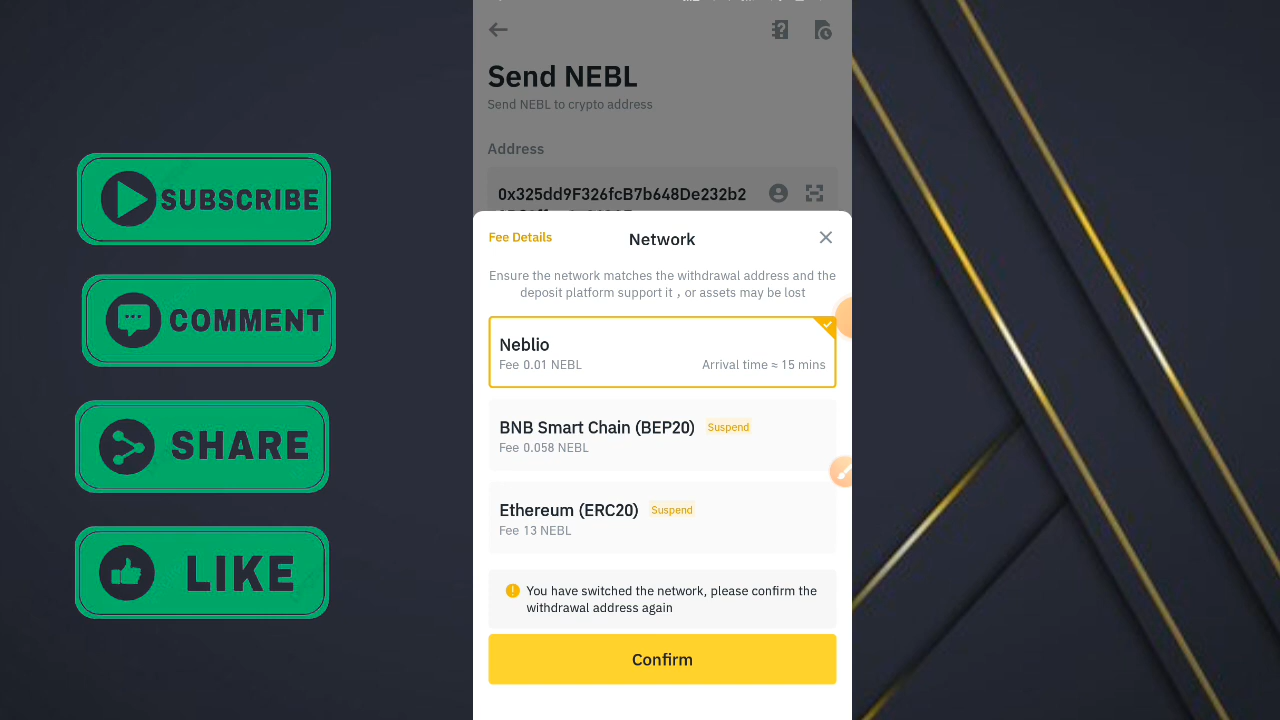 SUBSCRIBE
COMMENT
SHARE
LIKE
Send NEBL
Send NEBL to crypto address
Address
0x325dd9F326fcB7b648De232b2
Fee Details
Network
Ensure the network matches the withdrawal address and the
deposit platform support it , or assets may be lost
Neblio
Fee 0.01 NEBL
Arrival time ≈ 15 mins
BNB Smart Chain (BEP20) Suspend
Fee 0.058 NEBL
Ethereum (ERC20) Suspend
Fee 13 NEBL
You have switched the network, please confirm the
withdrawal address again
Confirm